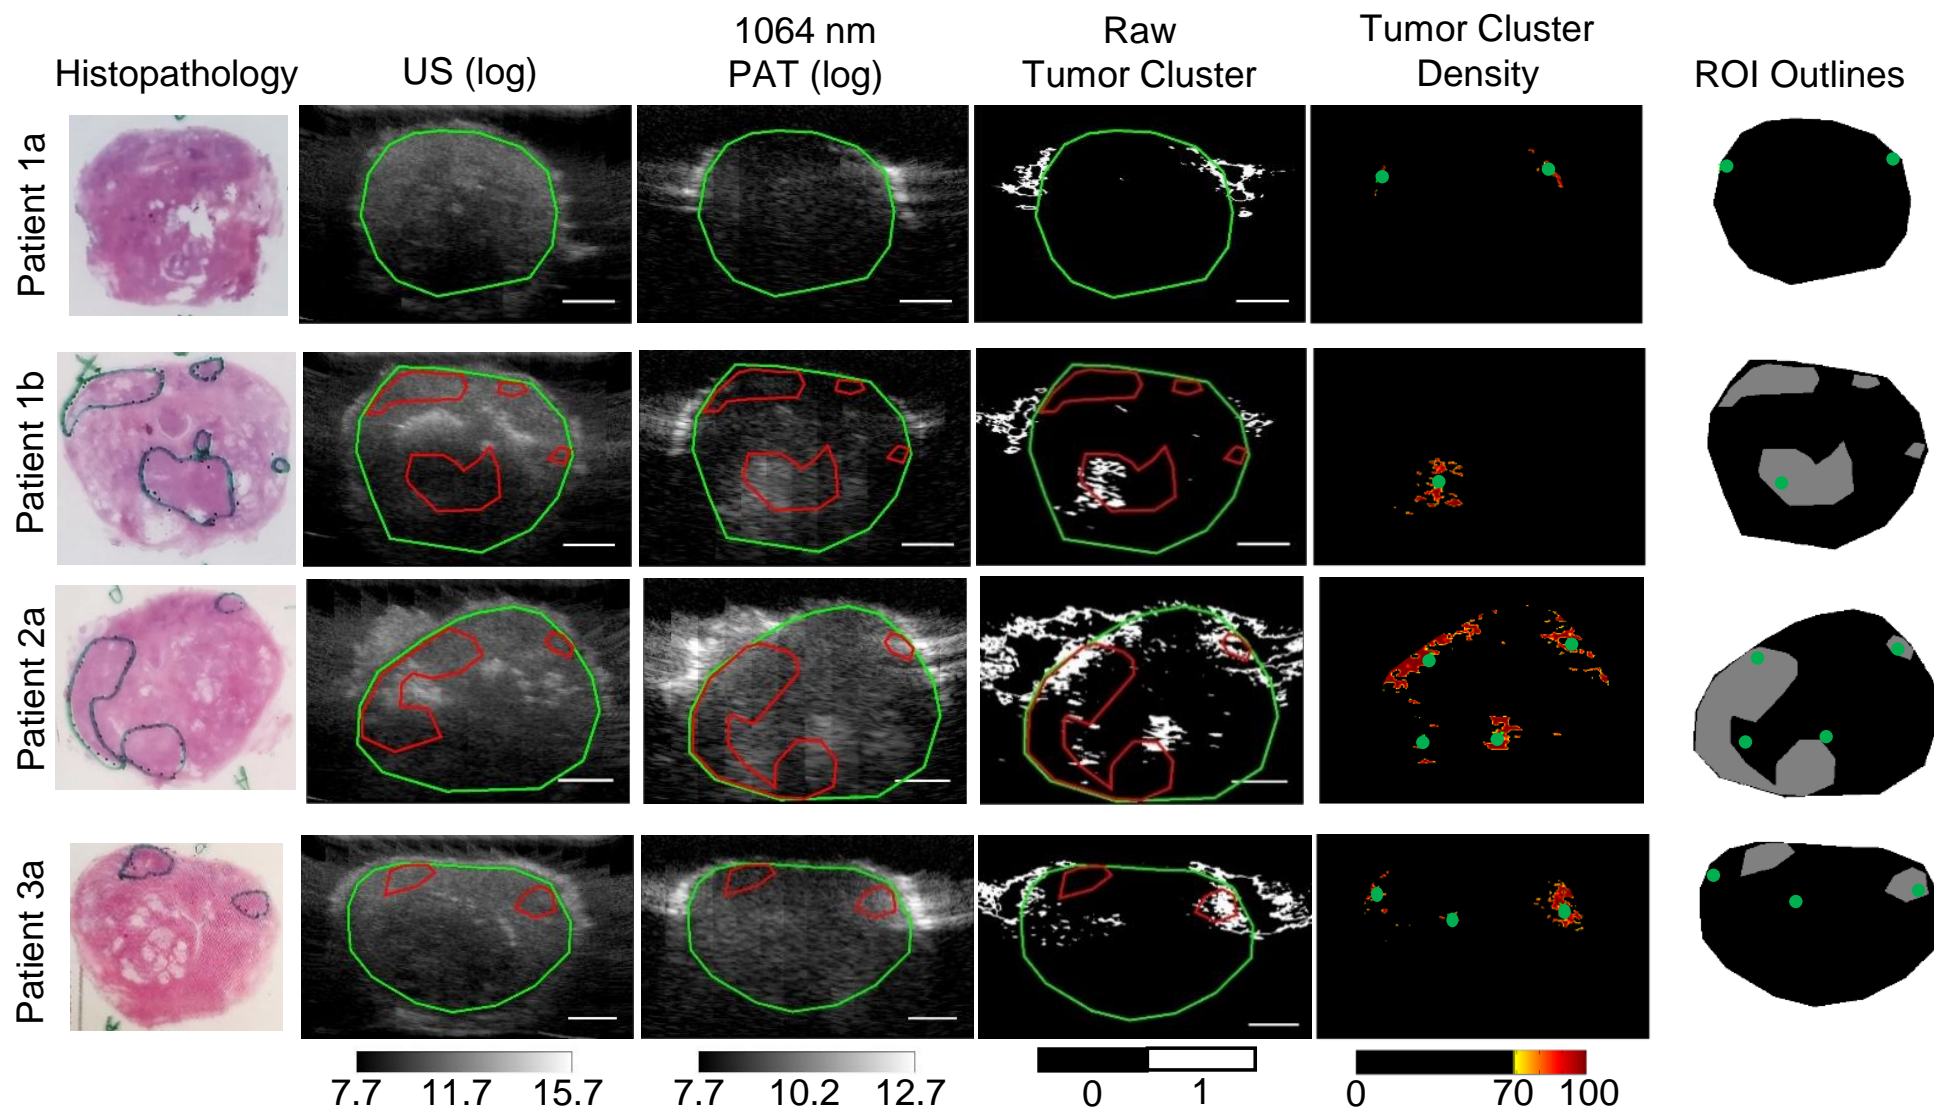 Histopathology
US (log)
1064 nm
PAT (log)
Raw
Tumor Cluster
Tumor Cluster
Density
ROI Outlines
Patient 1a
Patient 1b
Patient 2a
Patient 3a
7.7 11.7 15.7
7.7 10.2 12.7
0 1
0 70 100